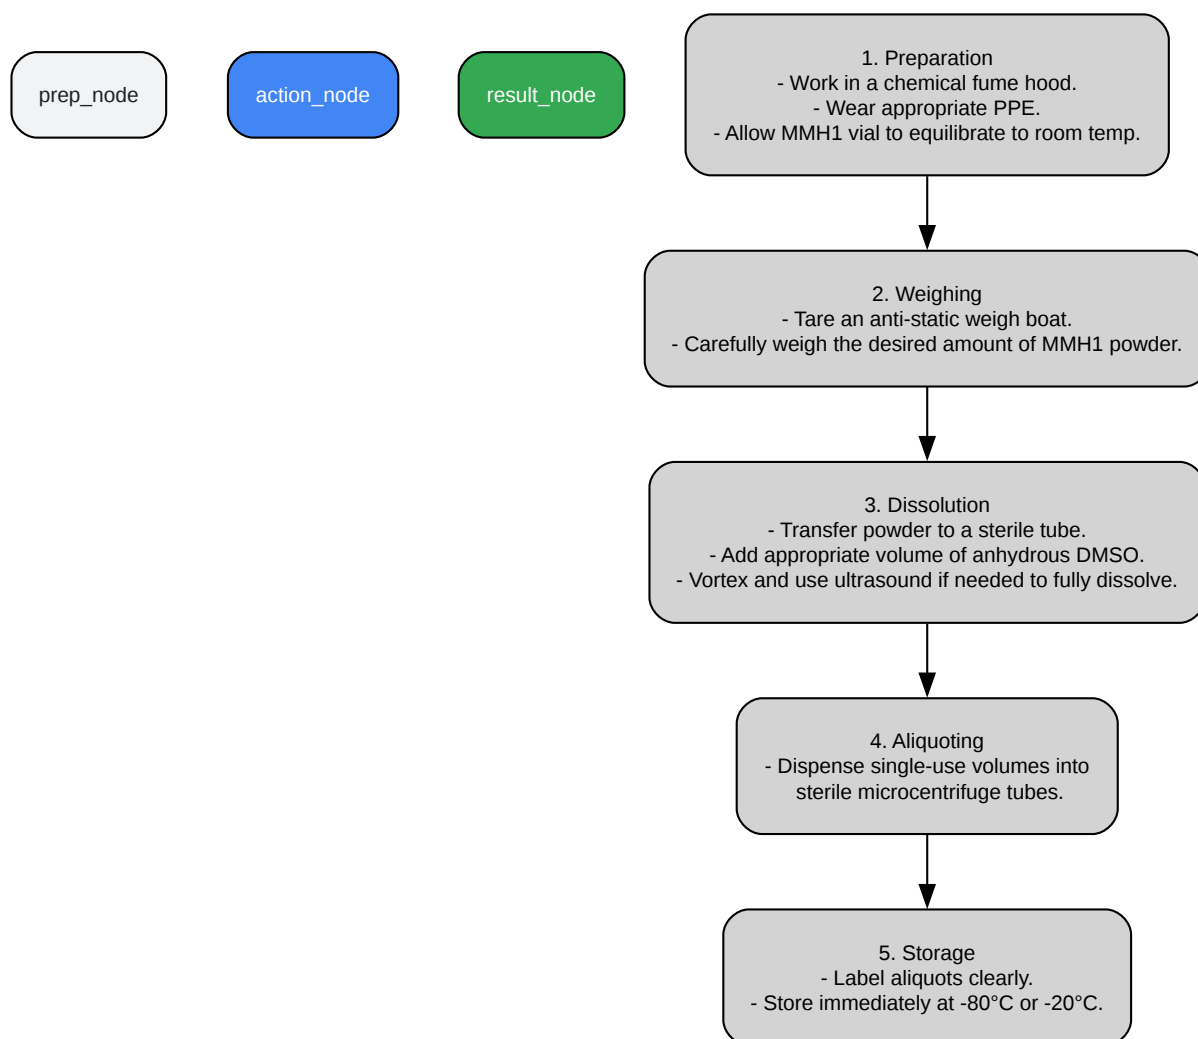 prep_node
action_node
result_node
1. Preparation
- Work in a chemical fume hood.
- Wear appropriate PPE.
- Allow MMH1 vial to equilibrate to room temp.
2. Weighing
- Tare an anti-static weigh boat.
- Carefully weigh the desired amount of MMH1 powder.
3. Dissolution
- Transfer powder to a sterile tube.
- Add appropriate volume of anhydrous DMSO.
- Vortex and use ultrasound if needed to fully dissolve.
4. Aliquoting
- Dispense single-use volumes into
sterile microcentrifuge tubes.
5. Storage
- Label aliquots clearly.
- Store immediately at -80°C or -20°C.